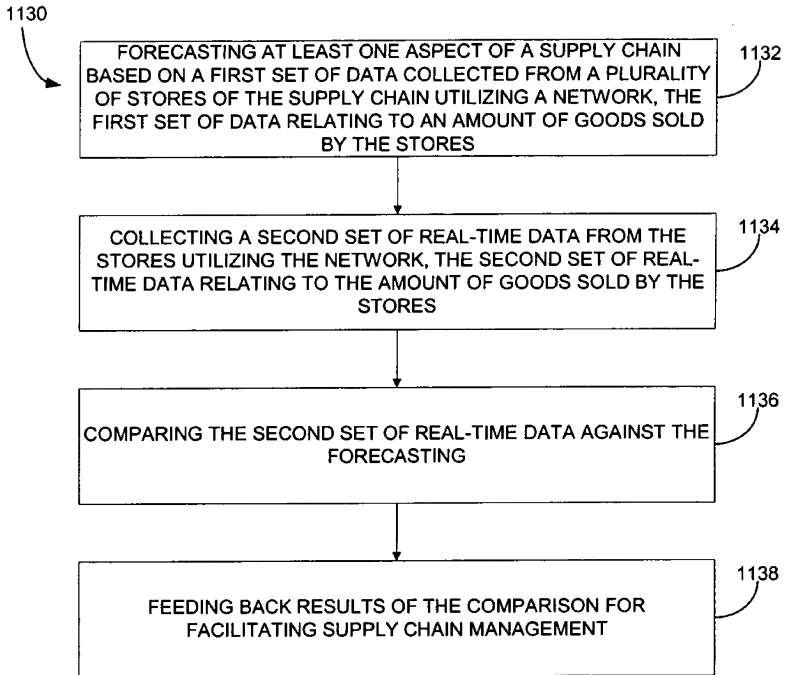 1130
FORECASTING AT LEAST ONE ASPECT OF A SUPPLY CHAIN
BASED ON A FIRST SET OF DATA COLLECTED FROM A PLURALITY
OF STORES OF THE SUPPLY CHAIN UTILIZING A NETWORK, THE
FIRST SET OF DATA RELATING TO AN AMOUNT OF GOODS SOLD
BY THE STORES
1132
COLLECTING A SECOND SET OF REAL-TIME DATA FROM THE
STORES UTILIZING THE NETWORK, THE SECOND SET OF REAL-
TIME DATA RELATING TO THE AMOUNT OF GOODS SOLD BY THE
STORES
1134
COMPARING THE SECOND SET OF REAL-TIME DATA AGAINST THE
FORECASTING
1136
FEEDING BACK RESULTS OF THE COMPARISON FOR
FACILITATING SUPPLY CHAIN MANAGEMENT
1138